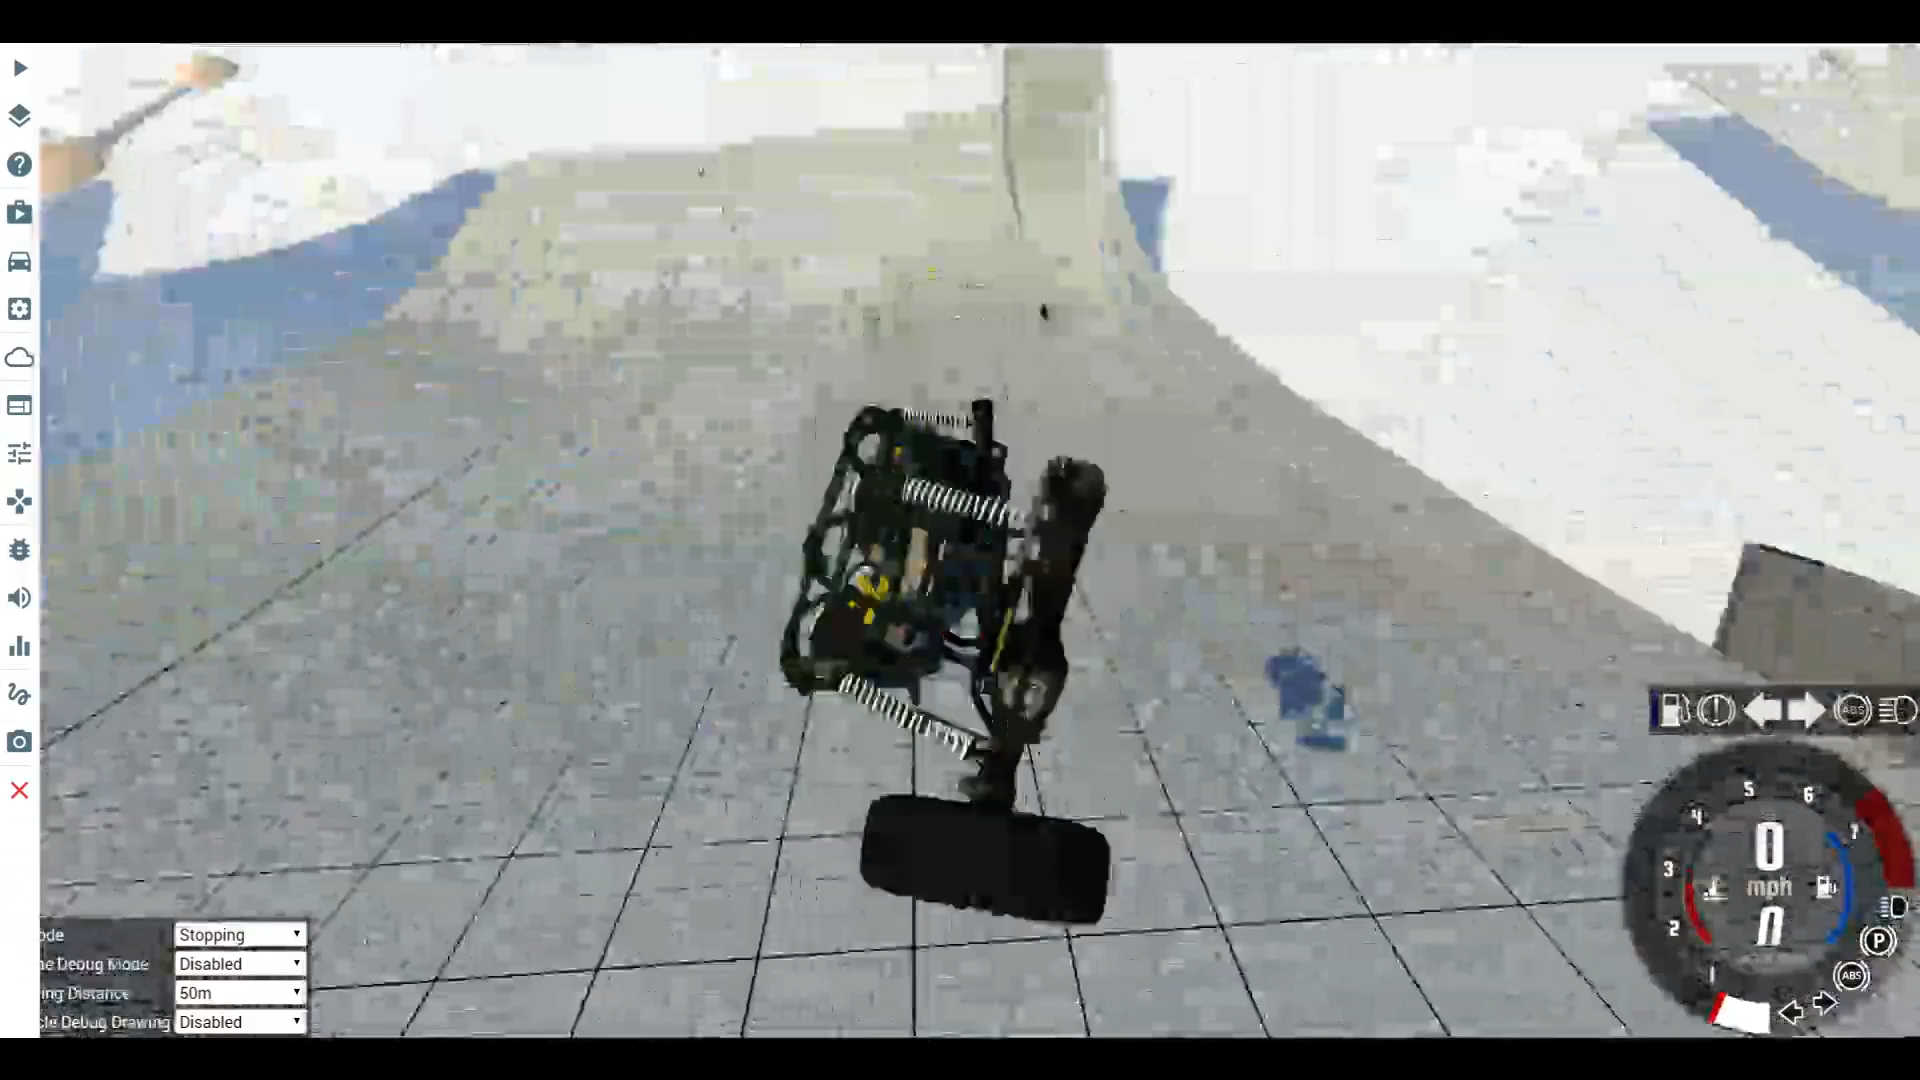 ode Stopping
ne Debug Mode Disabled
ing Distance 50m
cle Debug Drawing Disabled
ABS
5
4 6
3 7
2
1
0
mph
n
P
ABS